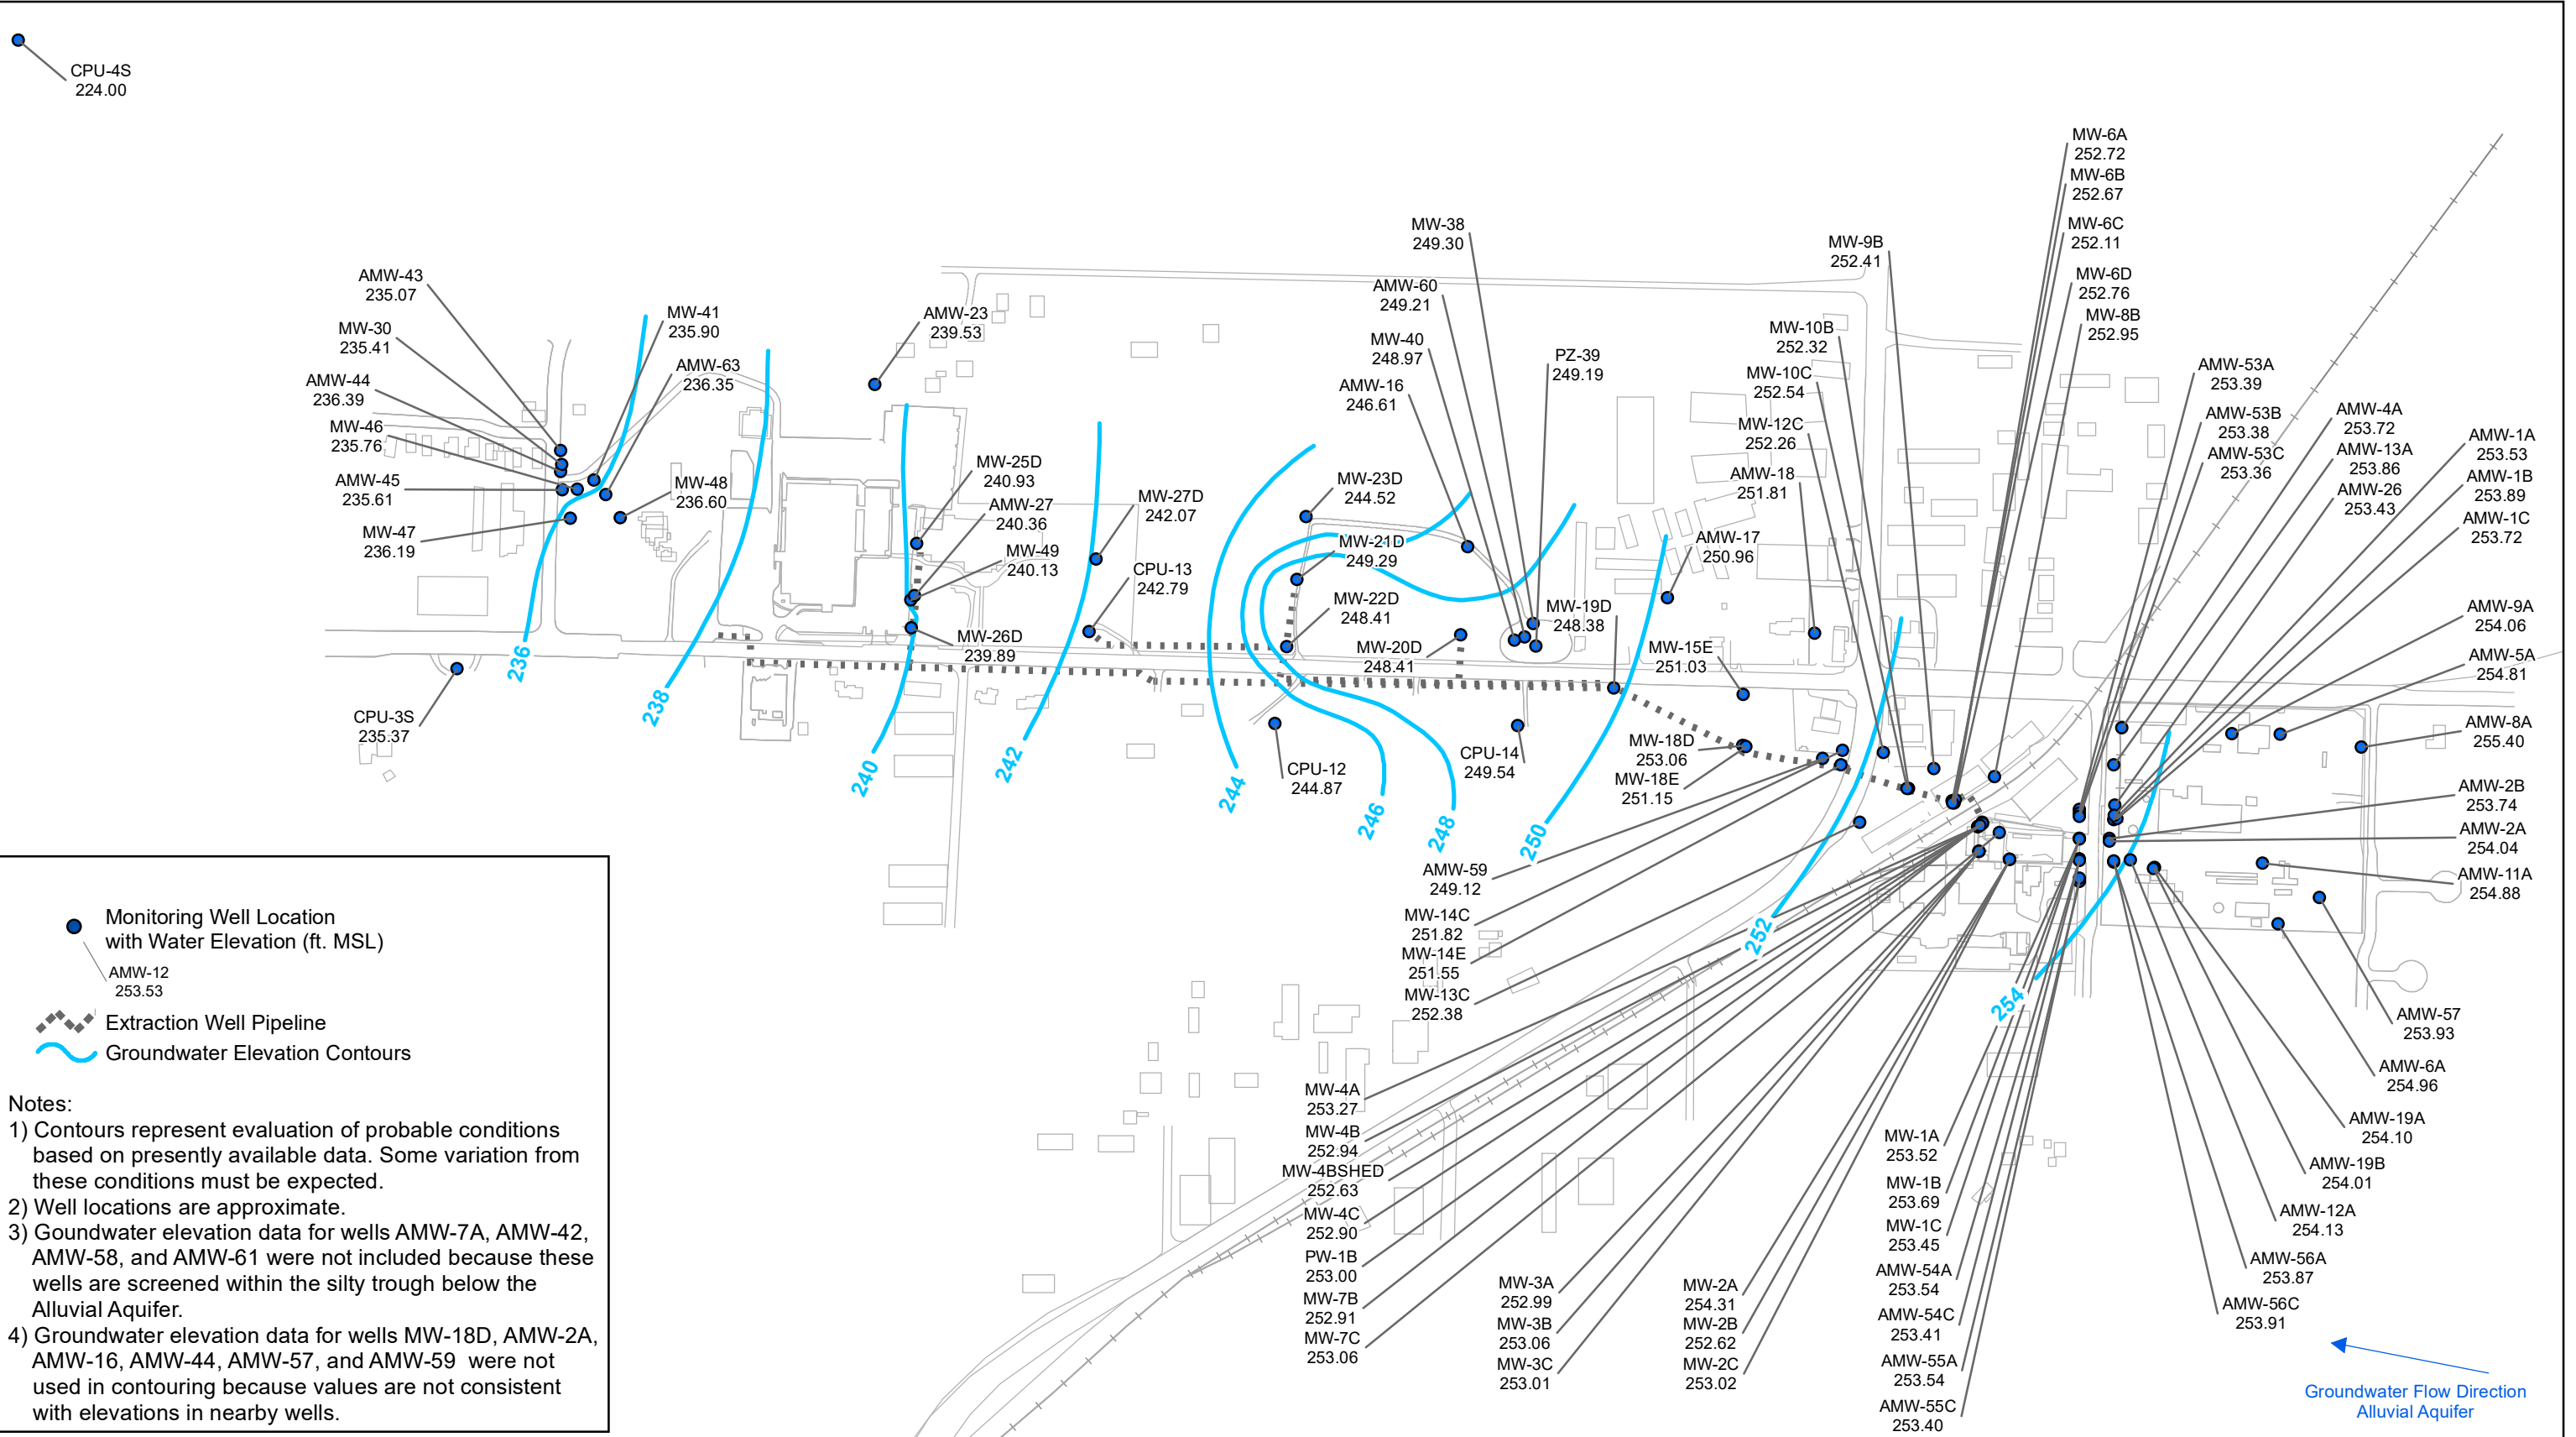 CPU-4S
224.00
AMW-43
235.07
MW-30
235.41
AMW-44
236.39
MW-46
235.76
AMW-45
235.61
MW-47
236.19
CPU-3S
235.37
MW-41
235.90
AMW-63
236.35
MW-48
236.60
AMW-23
239.53
MW-25D
240.93
AMW-27
240.36
MW-49
240.13
MW-26D
239.89
MW-27D
242.07
CPU-13
242.79
MW-38
249.30
AMW-60
249.21
MW-40
248.97
AMW-16
246.61
PZ-39
249.19
MW-23D
244.52
MW-21D
249.29
MW-22D
248.41
MW-20D
248.41
MW-19D
248.38
CPU-12
244.87
CPU-14
249.54
AMW-17
250.96
MW-15E
251.03
MW-18D
253.06
MW-18E
251.15
MW-9B
252.41
MW-10B
252.32
MW-10C
252.54
MW-12C
252.26
AMW-18
251.81
MW-6A
252.72
MW-6B
252.67
MW-6C
252.11
MW-6D
252.76
MW-8B
252.95
AMW-53A
253.39
AMW-53B
253.38
AMW-53C
253.36
AMW-4A
253.72
AMW-13A
253.86
AMW-26
253.43
AMW-1A
253.53
AMW-1B
253.89
AMW-1C
253.72
AMW-9A
254.06
AMW-5A
254.81
AMW-8A
255.40
AMW-2B
253.74
AMW-2A
254.04
AMW-11A
254.88
AMW-57
253.93
AMW-6A
254.96
AMW-19A
254.10
AMW-19B
254.01
AMW-12A
254.13
AMW-56A
253.87
AMW-56C
253.91
AMW-59
249.12
MW-14C
251.82
MW-14E
251.55
MW-13C
252.38
MW-4A
253.27
MW-4B
252.94
MW-4BSHED
252.63
MW-4C
252.90
PW-1B
253.00
MW-7B
252.91
MW-7C
253.06
MW-3A
252.99
MW-3B
253.06
MW-3C
253.01
MW-2A
254.31
MW-2B
252.62
MW-2C
253.02
MW-1A
253.52
MW-1B
253.69
MW-1C
253.45
AMW-54A
253.54
AMW-54C
253.41
AMW-55A
253.54
AMW-55C
253.40
236
238
240
242
244
246
248
250
252
254
Monitoring Well Location
with Water Elevation (ft. MSL)
AMW-12
253.53
Extraction Well Pipeline
Groundwater Elevation Contours
Notes:
1) Contours represent evaluation of probable conditions
based on presently available data. Some variation from
these conditions must be expected.
2) Well locations are approximate.
3) Goundwater elevation data for wells AMW-7A, AMW-42,
AMW-58, and AMW-61 were not included because these
wells are screened within the silty trough below the
Alluvial Aquifer.
4) Groundwater elevation data for wells MW-18D, AMW-2A,
AMW-16, AMW-44, AMW-57, and AMW-59 were not
used in contouring because values are not consistent
with elevations in nearby wells.
Groundwater Flow Direction
Alluvial Aquifer